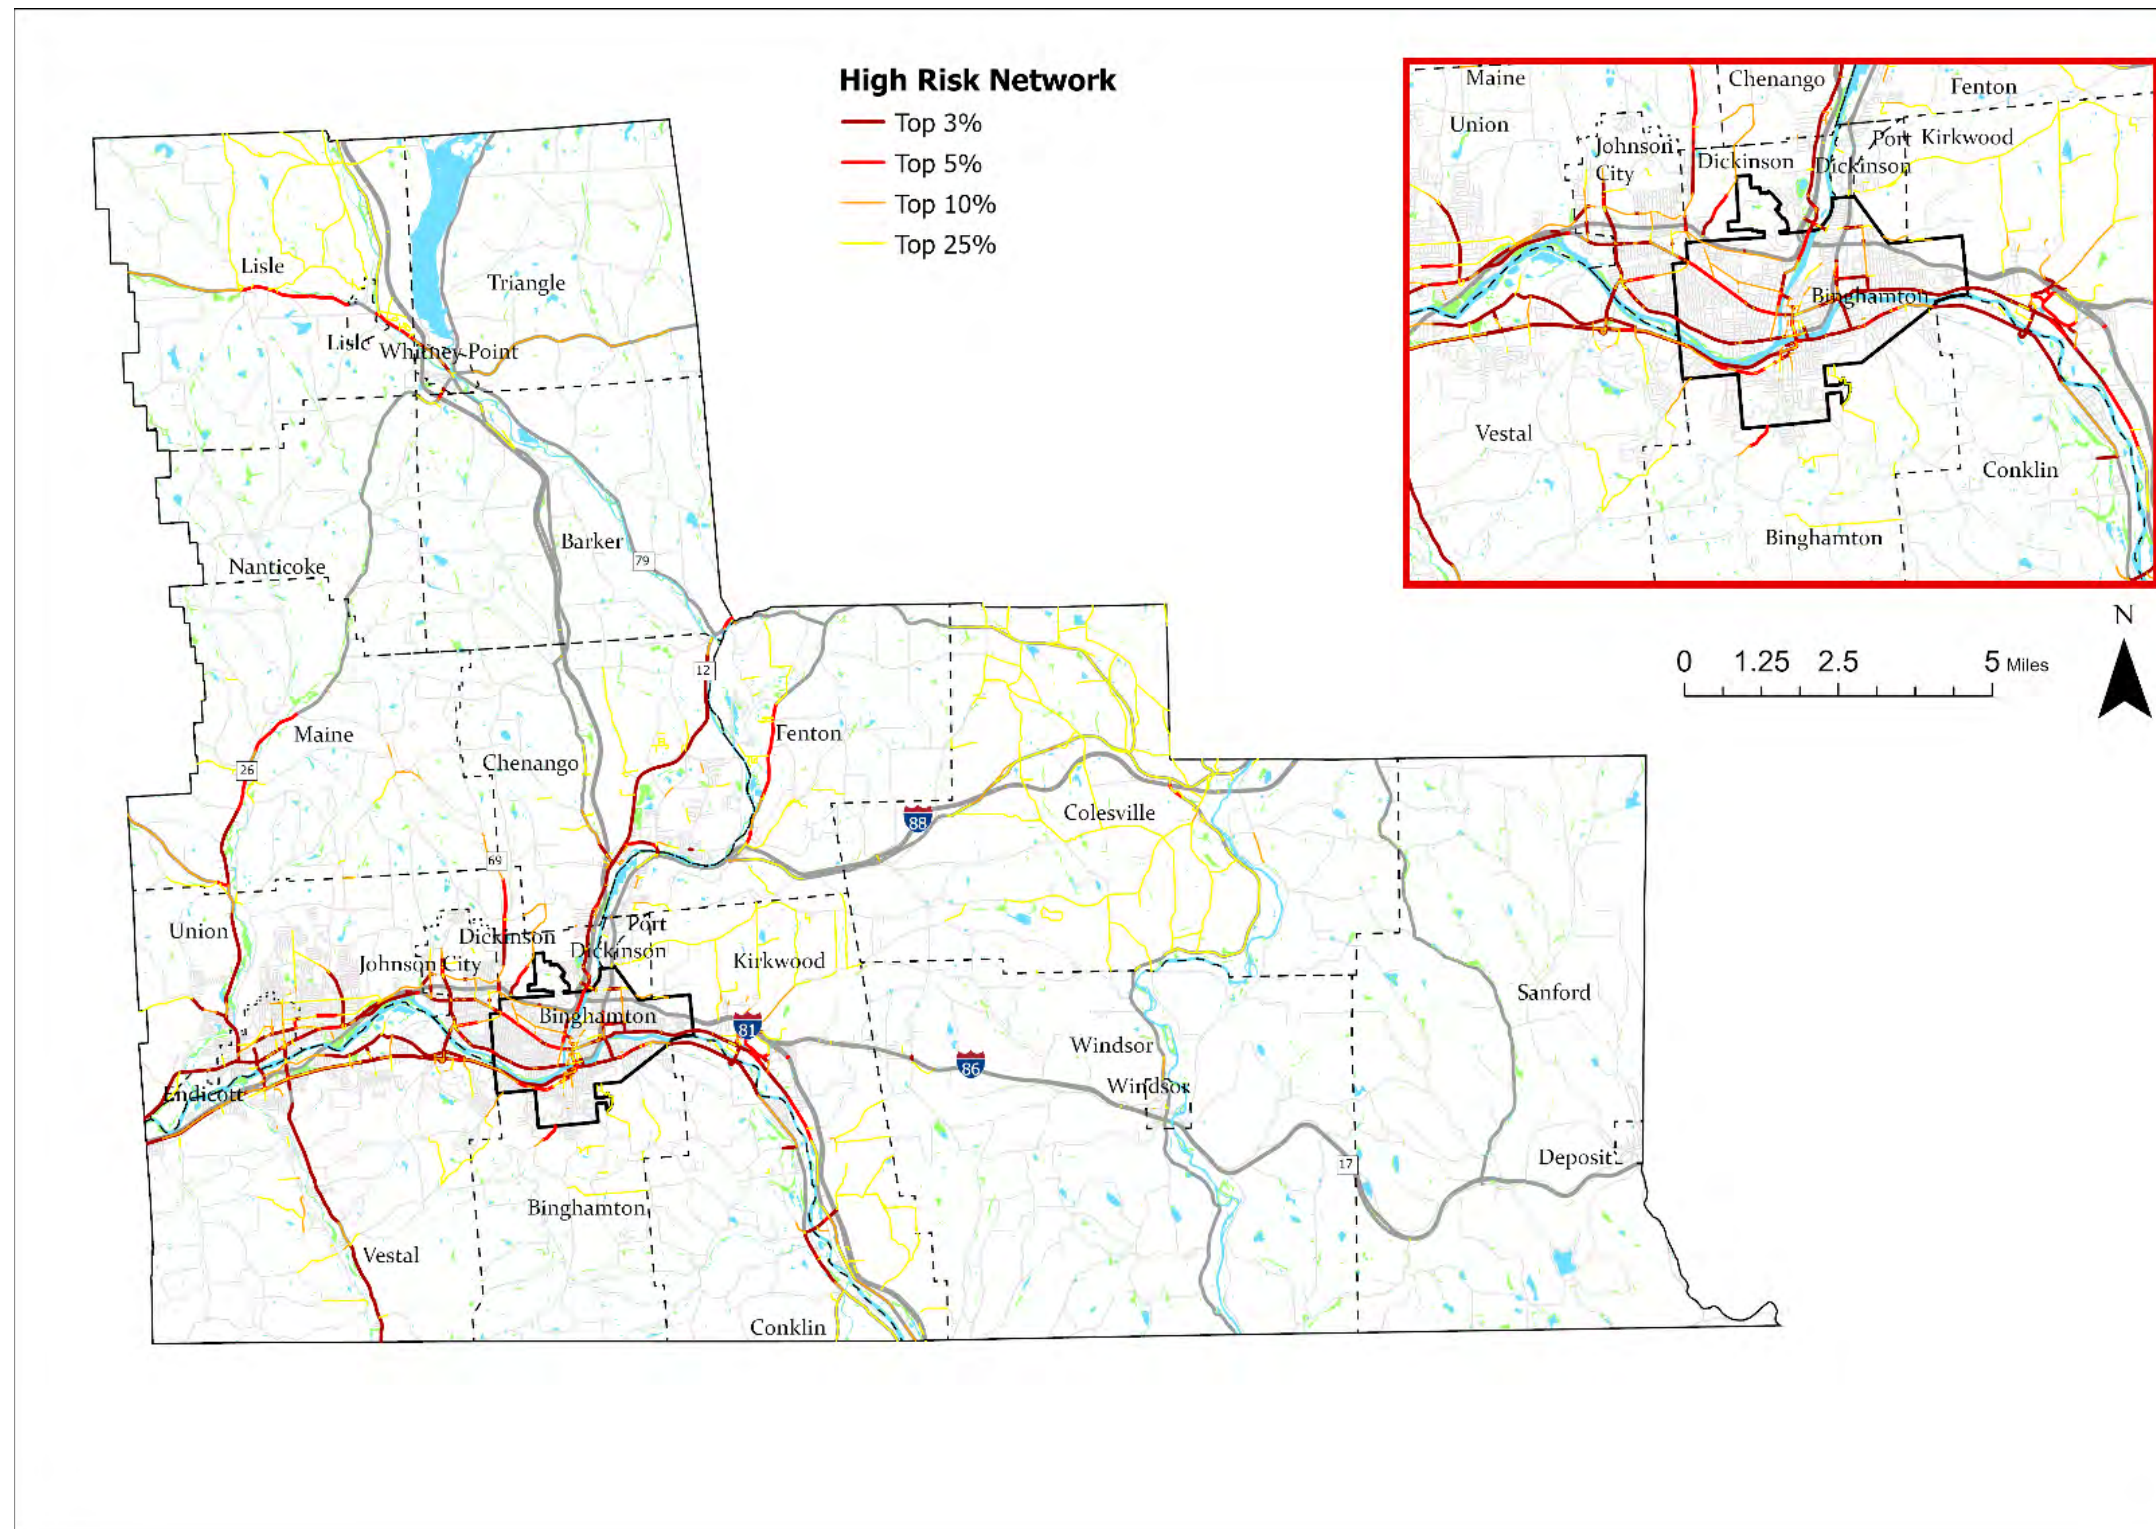 High Risk Network
Top 3%
Top 5%
Top 10%
Top 25%
Maine
Chenango
Fenton
Union
Johnson
City
Dickinson
Port
Dickinson
Kirkwood
Binghamton
Vestal
Conklin
Binghamton
N
0 1.25 2.5 5 Miles
Lisle
Triangle
Lisle
Whitney Point
Barker
79
Nanticoke
12
Maine
26
Chenango
Fenton
88
Colesville
69
Union
Dickinson
Port
Dickinson
Johnson City
Kirkwood
Sanford
Binghamton
81
Windsor
86
Windsor
Endicott
17
Deposit
Binghamton
Vestal
Conklin